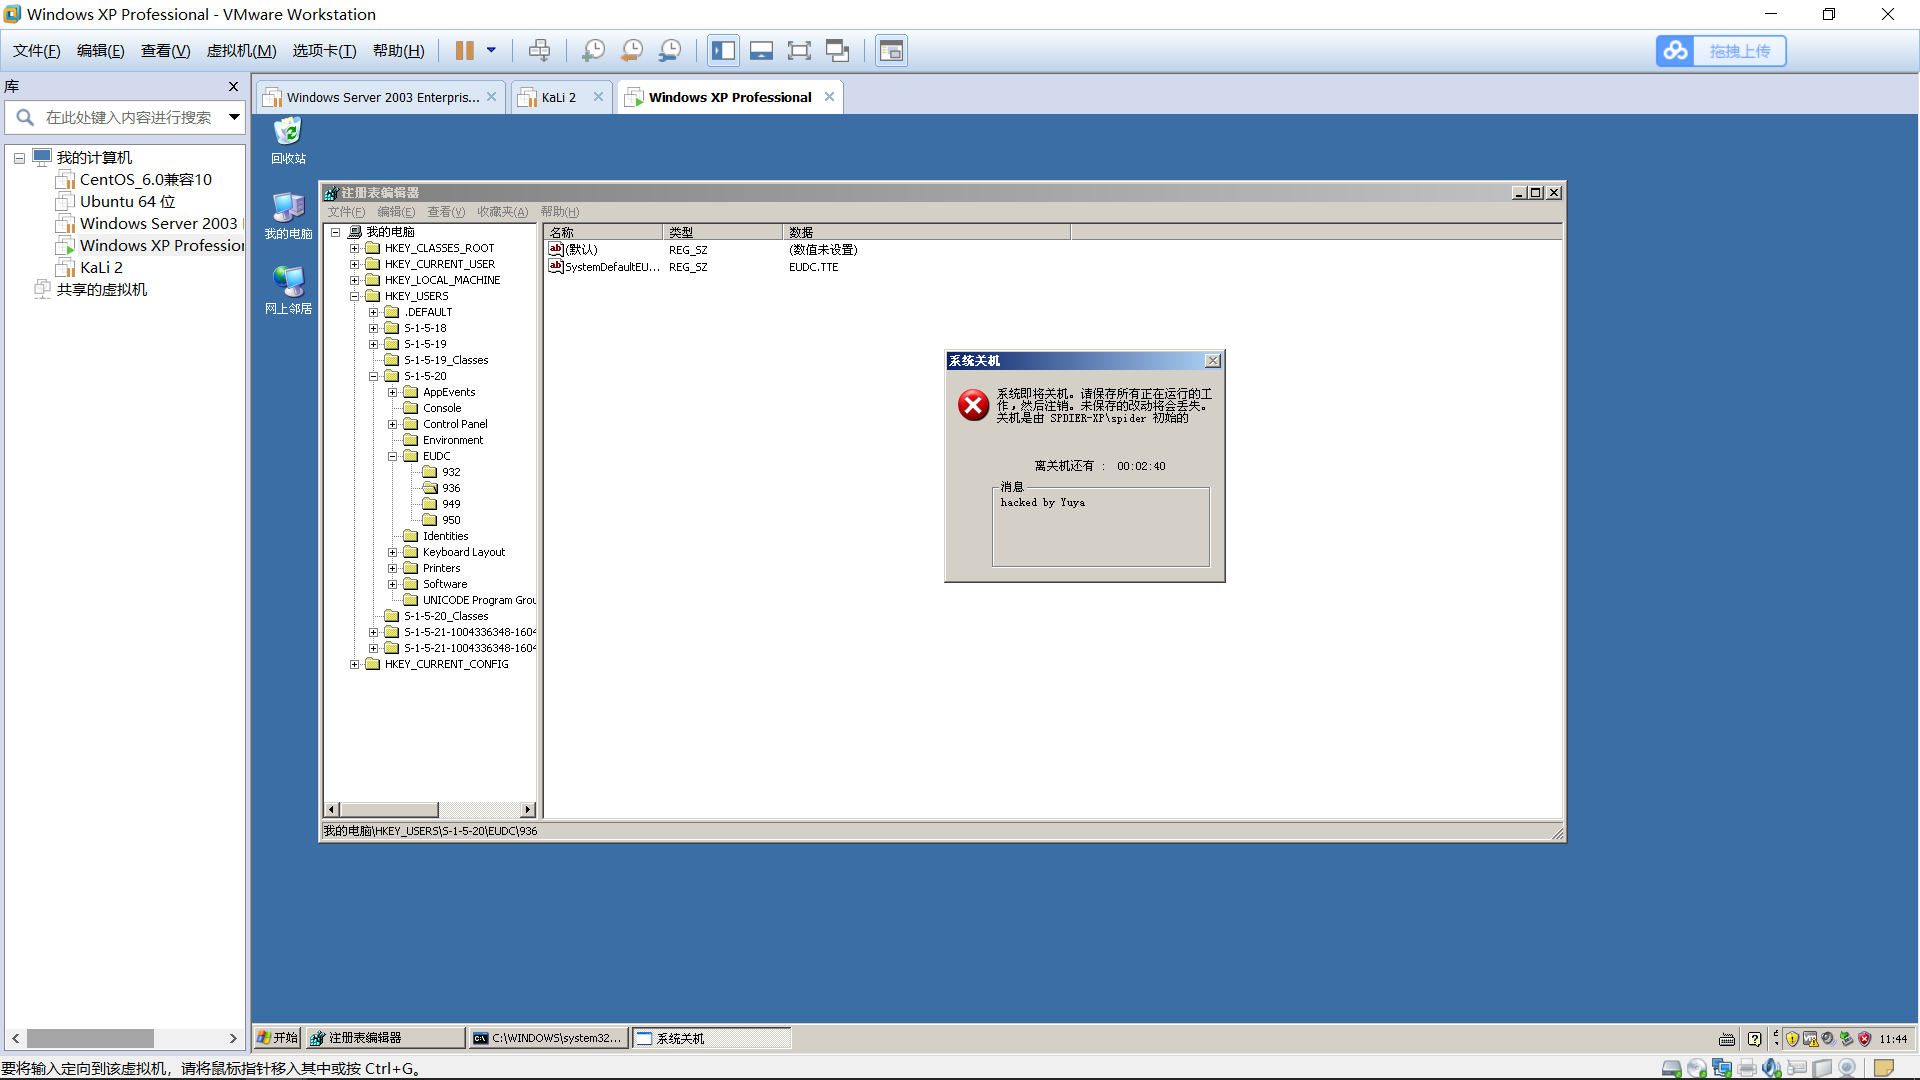 Windows XP Professional - VMware Workstation
文件(F) 编辑(E) 查看(V) 虚拟机(M) 选项卡(T) 帮助(H)
拖拽上传
库
在此处键入内容进行搜索
我的计算机
CentOS_6.0兼容10
Ubuntu 64 位
Windows Server 2003
Windows XP Profession
KaLi 2
共享的虚拟机
Windows Server 2003 Enterpris...
KaLi 2
Windows XP Professional
回收站
我的电脑
网上邻居
注册表编辑器
文件(F) 编辑(E) 查看(V) 收藏夹(A) 帮助(H)
我的电脑
HKEY_CLASSES_ROOT
HKEY_CURRENT_USER
HKEY_LOCAL_MACHINE
HKEY_USERS
.DEFAULT
S-1-5-18
S-1-5-19
S-1-5-19_Classes
S-1-5-20
AppEvents
Console
Control Panel
Environment
EUDC
932
936
949
950
Identities
Keyboard Layout
Printers
Software
UNICODE Program Grou
S-1-5-20_Classes
S-1-5-21-1004336348-1604
S-1-5-21-1004336348-1604
HKEY_CURRENT_CONFIG
名称 类型 数据
(默认) REG_SZ (数值未设置)
SystemDefaultEU... REG_SZ EUDC.TTE
系统关机
系统即将关机。请保存所有正在运行的工
作,然后注销。未保存的改动将会丢失。
关机是由 SPDIER-XP\spider 初始的
离关机还有 : 00:02:40
消息
hacked by Yuya
我的电脑\HKEY_USERS\S-1-5-20\EUDC\936
开始
注册表编辑器
C:\WINDOWS\system32...
系统关机
11:44
要将输入定向到该虚拟机，请将鼠标指针移入其中或按 Ctrl+G。